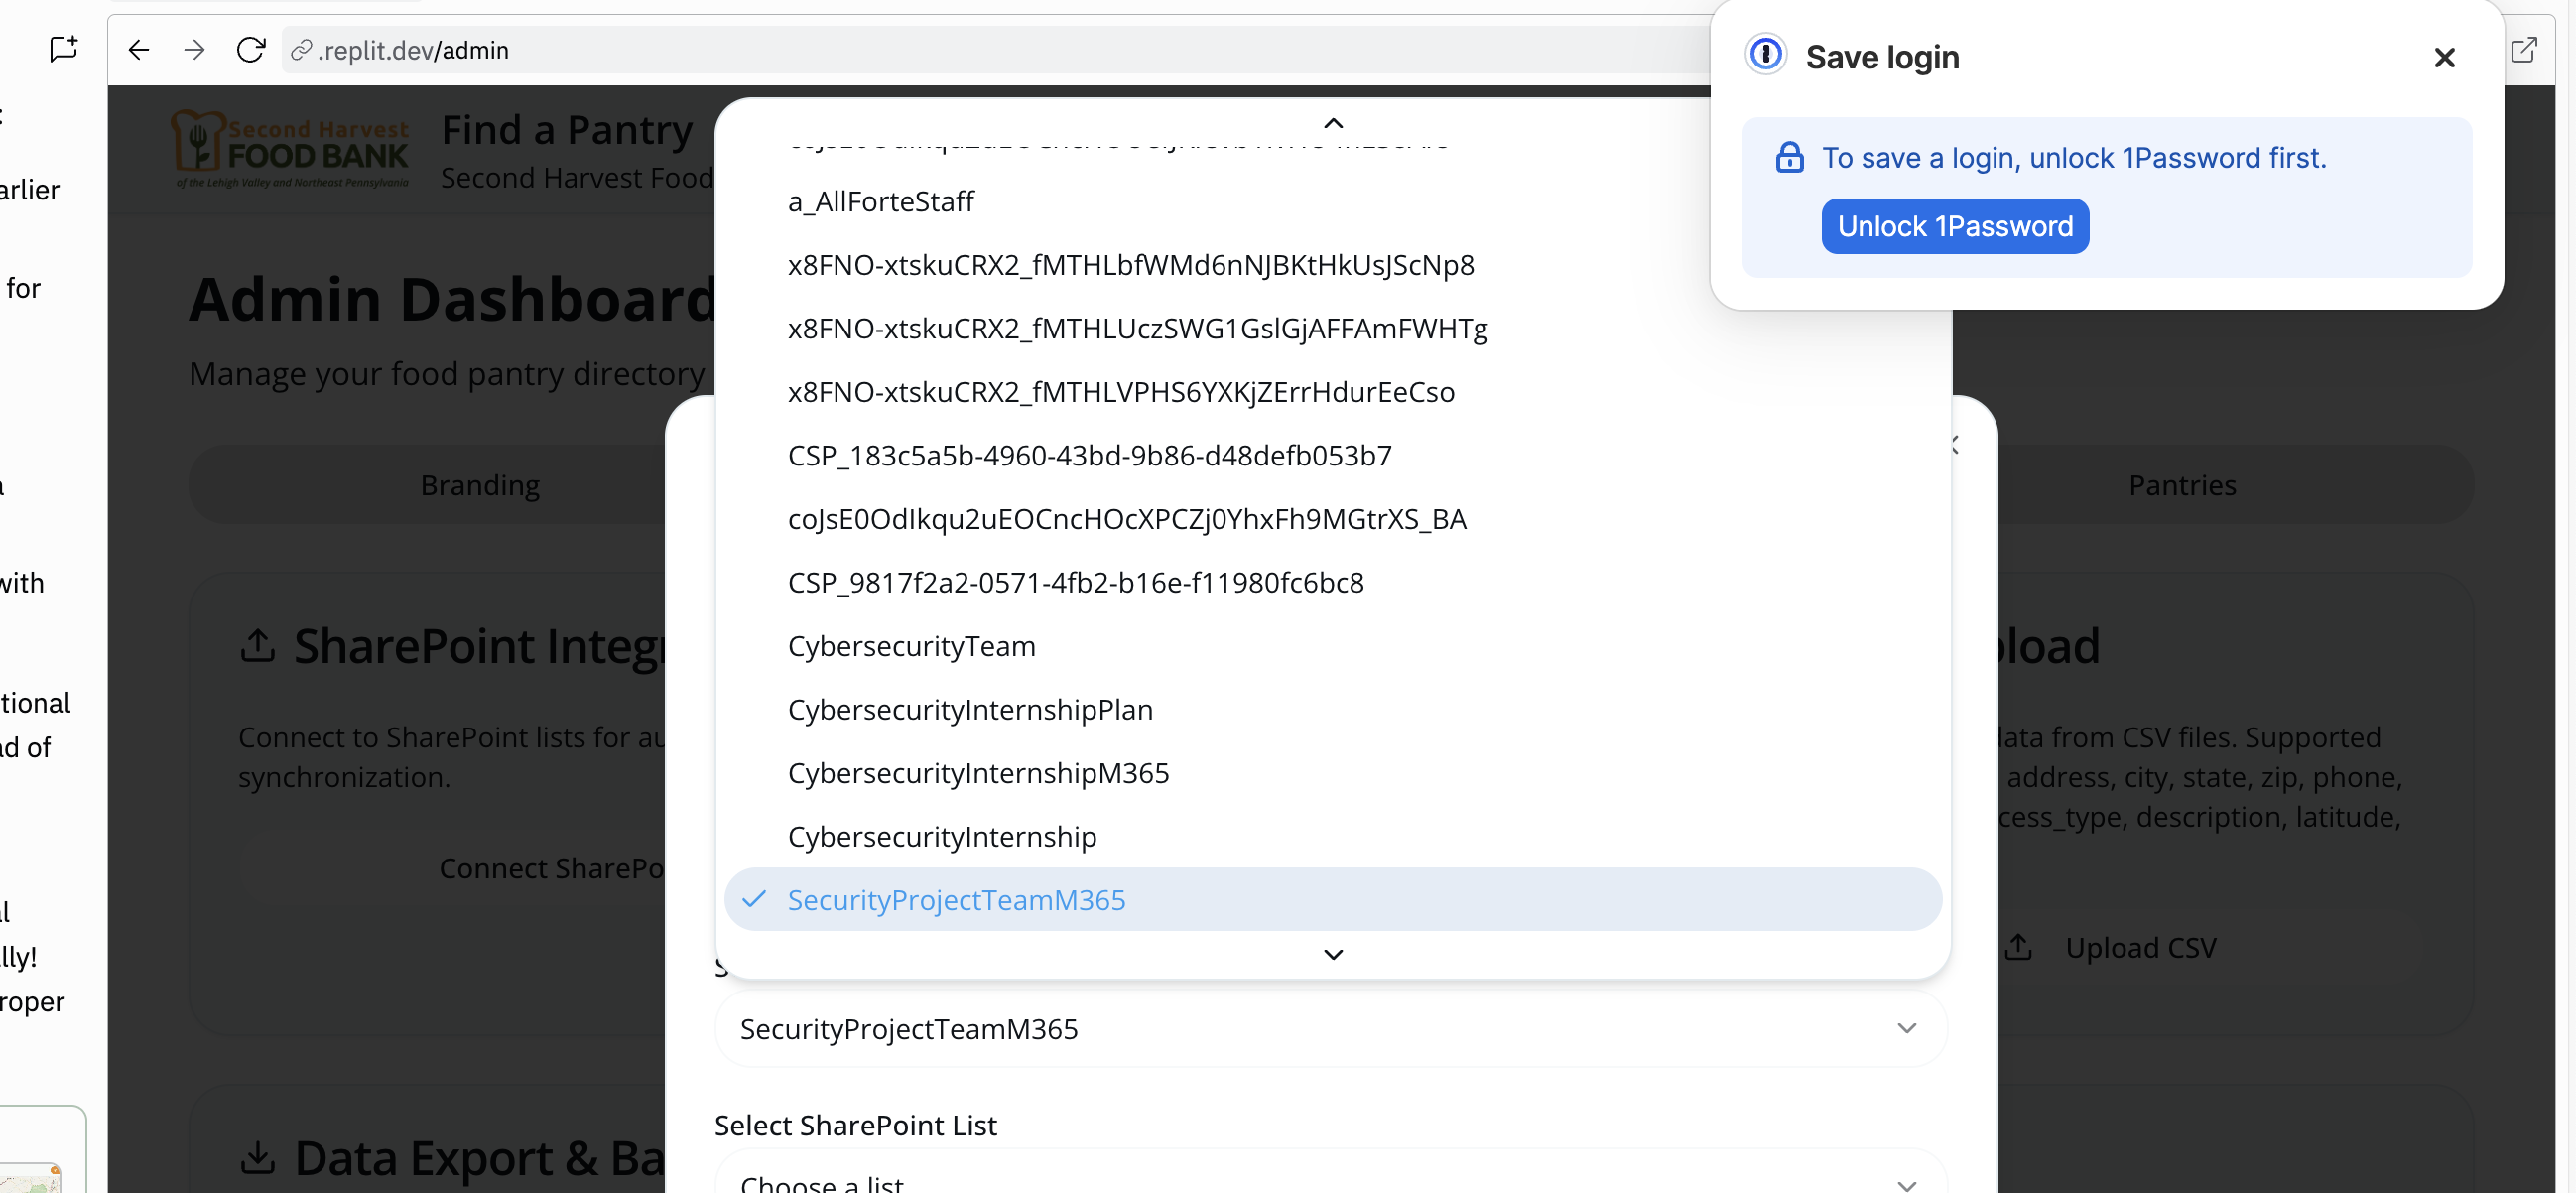 .replit.dev/admin
Save login
To save a login, unlock 1Password first.
Unlock 1Password
Second Harvest
FOOD BANK
of the Lehigh Valley and Northeast Pennsylvania
Find a Pantry
Second Harvest Food
Admin Dashboard
Manage your food pantry directory
Branding
Pantries
SharePoint Integr
Connect to SharePoint lists for au
synchronization.
Connect SharePo
a_AllForteStaff
x8FNO-xtskuCRX2_fMTHLbfWMd6nNJBKtHkUsJScNp8
x8FNO-xtskuCRX2_fMTHLUczSWG1GslGjAFFAmFWHTg
x8FNO-xtskuCRX2_fMTHLVPHS6YXKjZErrHdurEeCso
CSP_183c5a5b-4960-43bd-9b86-d48defb053b7
coJsE0OdIkqu2uEOCncHOcXPCZj0YhxFh9MGtrXS_BA
CSP_9817f2a2-0571-4fb2-b16e-f11980fc6bc8
CybersecurityTeam
CybersecurityInternshipPlan
CybersecurityInternshipM365
CybersecurityInternship
SecurityProjectTeamM365
SecurityProjectTeamM365
Select SharePoint List
Choose a list
load
lata from CSV files. Supported
address, city, state, zip, phone,
cess_type, description, latitude,
Upload CSV
Data Export & Ba
arlier
for
with
tional
ad of
lly!
roper